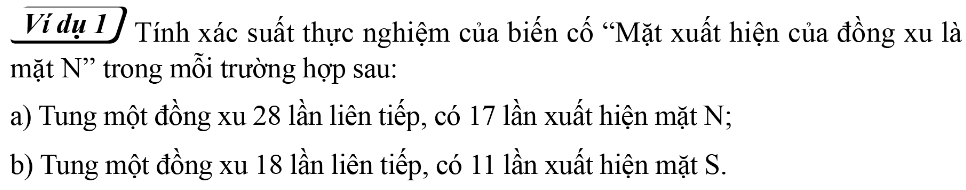 Ví dụ 1 Tính xác suất thực nghiệm của biến cố “Mặt xuất hiện của đồng xu là
mặt N” trong mỗi trường hợp sau:
a) Tung một đồng xu 28 lần liên tiếp, có 17 lần xuất hiện mặt N;
b) Tung một đồng xu 18 lần liên tiếp, có 11 lần xuất hiện mặt S.